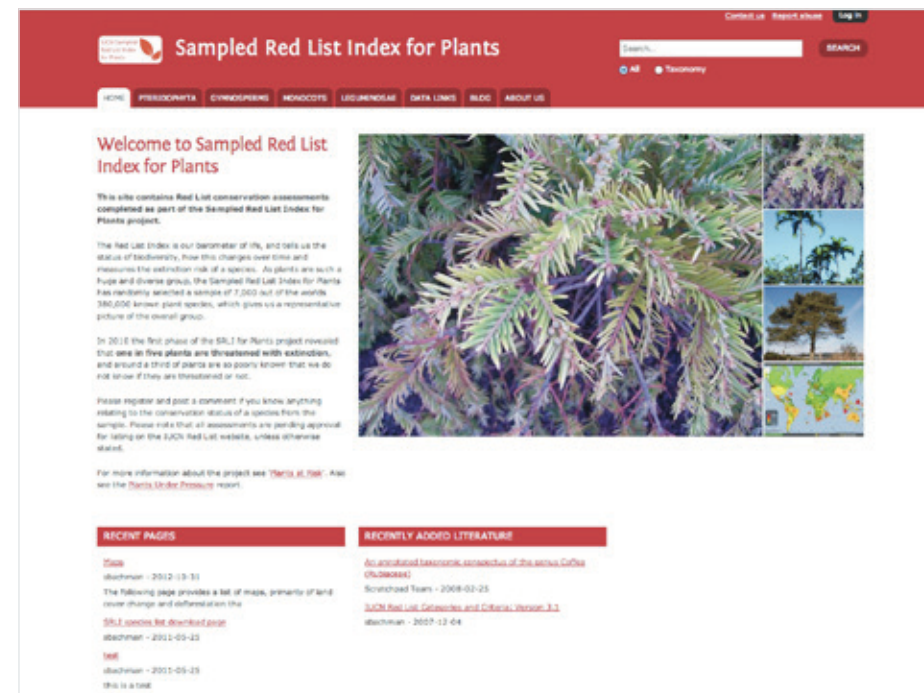 Contact us Report abuse Log in
IUCN Sampled
Red List Index
for Plants
Sampled Red List Index for Plants
Search...
SEARCH
All Taxonomy
HOME PTERIDOPHYTA GYMNOSPERMS MONOCOTS LEGUMINOSAE DATA LINKS BLOG ABOUT US
Welcome to Sampled Red List
Index for Plants
This site contains Red List conservation assessments
completed as part of the Sampled Red List Index for
Plants project.
The Red List Index is our barometer of life, and tells us the
status of biodiversity, how this changes over time and
measures the extinction risk of a species. As plants are such a
huge and diverse group, the Sampled Red List Index for Plants
has randomly selected a sample of 7,000 out of the worlds
380,000 known plant species, which gives us a representative
picture of the overall group.
In 2010 the first phase of the SRLI for Plants project revealed
that one in five plants are threatened with extinction,
and around a third of plants are so poorly known that we do
not know if they are threatened or not.
Please register and post a comment if you know anything
relating to the conservation status of a species from the
sample. Please note that all assessments are pending approval
for listing on the IUCN Red List website, unless otherwise
stated.
For more information about the project see 'Plants at Risk'. Also
see the Plants Under Pressure report.
RECENT PAGES
Maps
sbachman - 2012-10-31
The following page provides a list of maps, primarily of land
cover change and deforestation tha
SRLI species list download page
sbachman - 2011-05-25
test
sbachman - 2011-05-25
this is a test
RECENTLY ADDED LITERATURE
An annotated taxonomic conspectus of the genus Coffea
(Rubiaceae)
Scratchpad Team - 2008-02-25
IUCN Red List Categories and Criteria: Version 3.1
sbachman - 2007-12-04